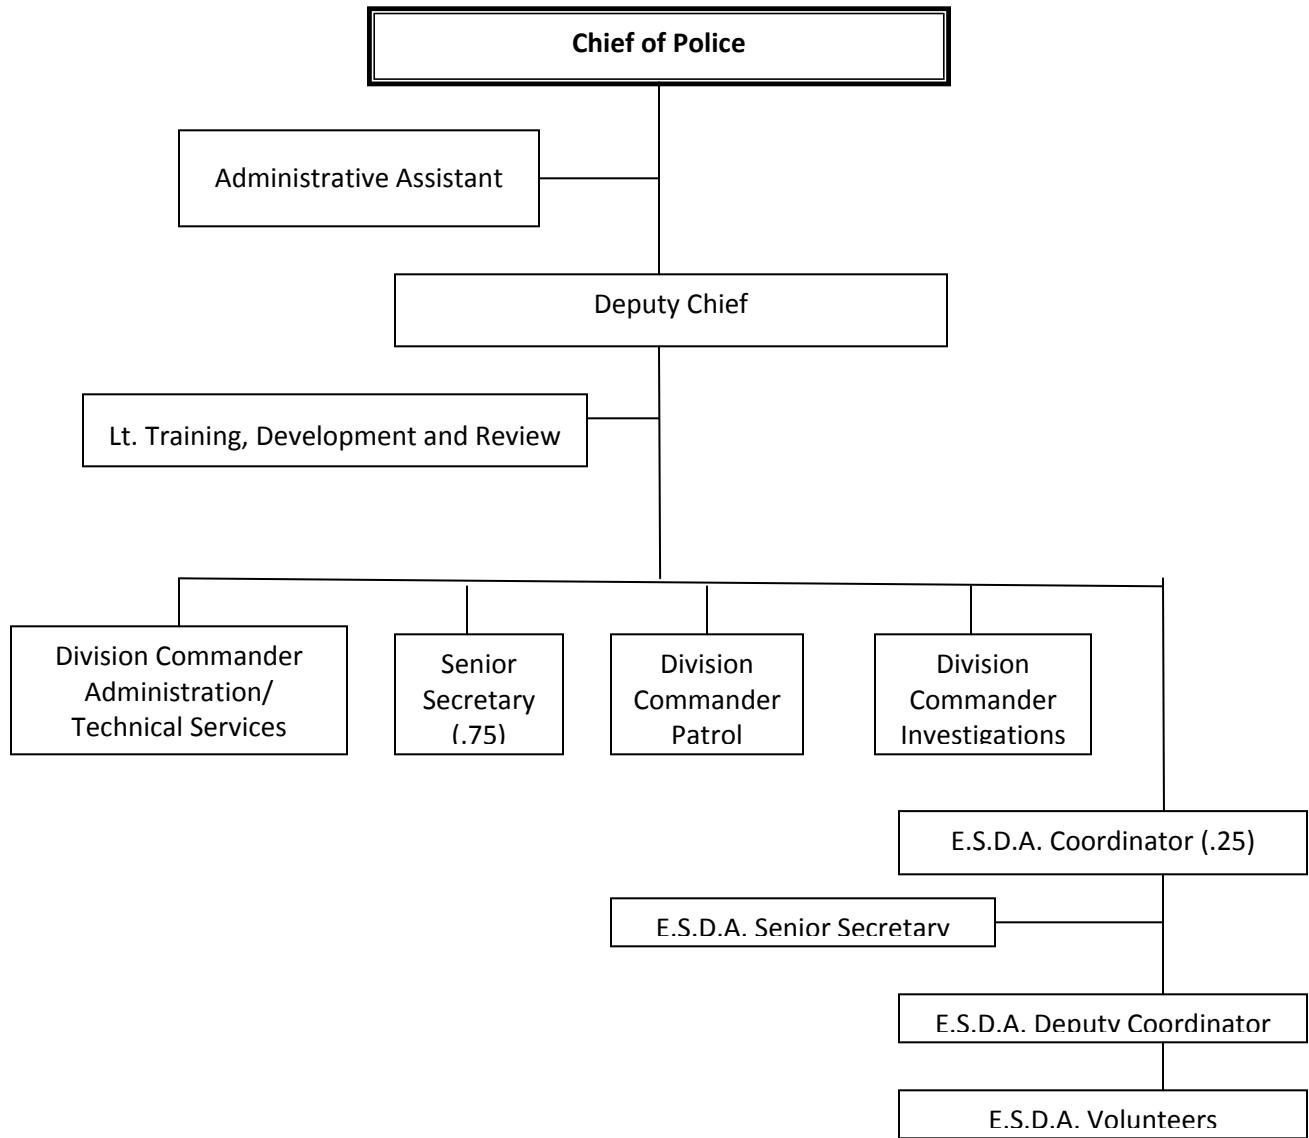 Chief of Police
Administrative Assistant
Deputy Chief
Lt. Training, Development and Review
Division Commander
Administration/
Technical Services
Senior
Secretary
(.75)
Division
Commander
Patrol
Division
Commander
Investigations
E.S.D.A. Coordinator (.25)
E.S.D.A. Senior Secretary
E.S.D.A. Deputy Coordinator
E.S.D.A. Volunteers